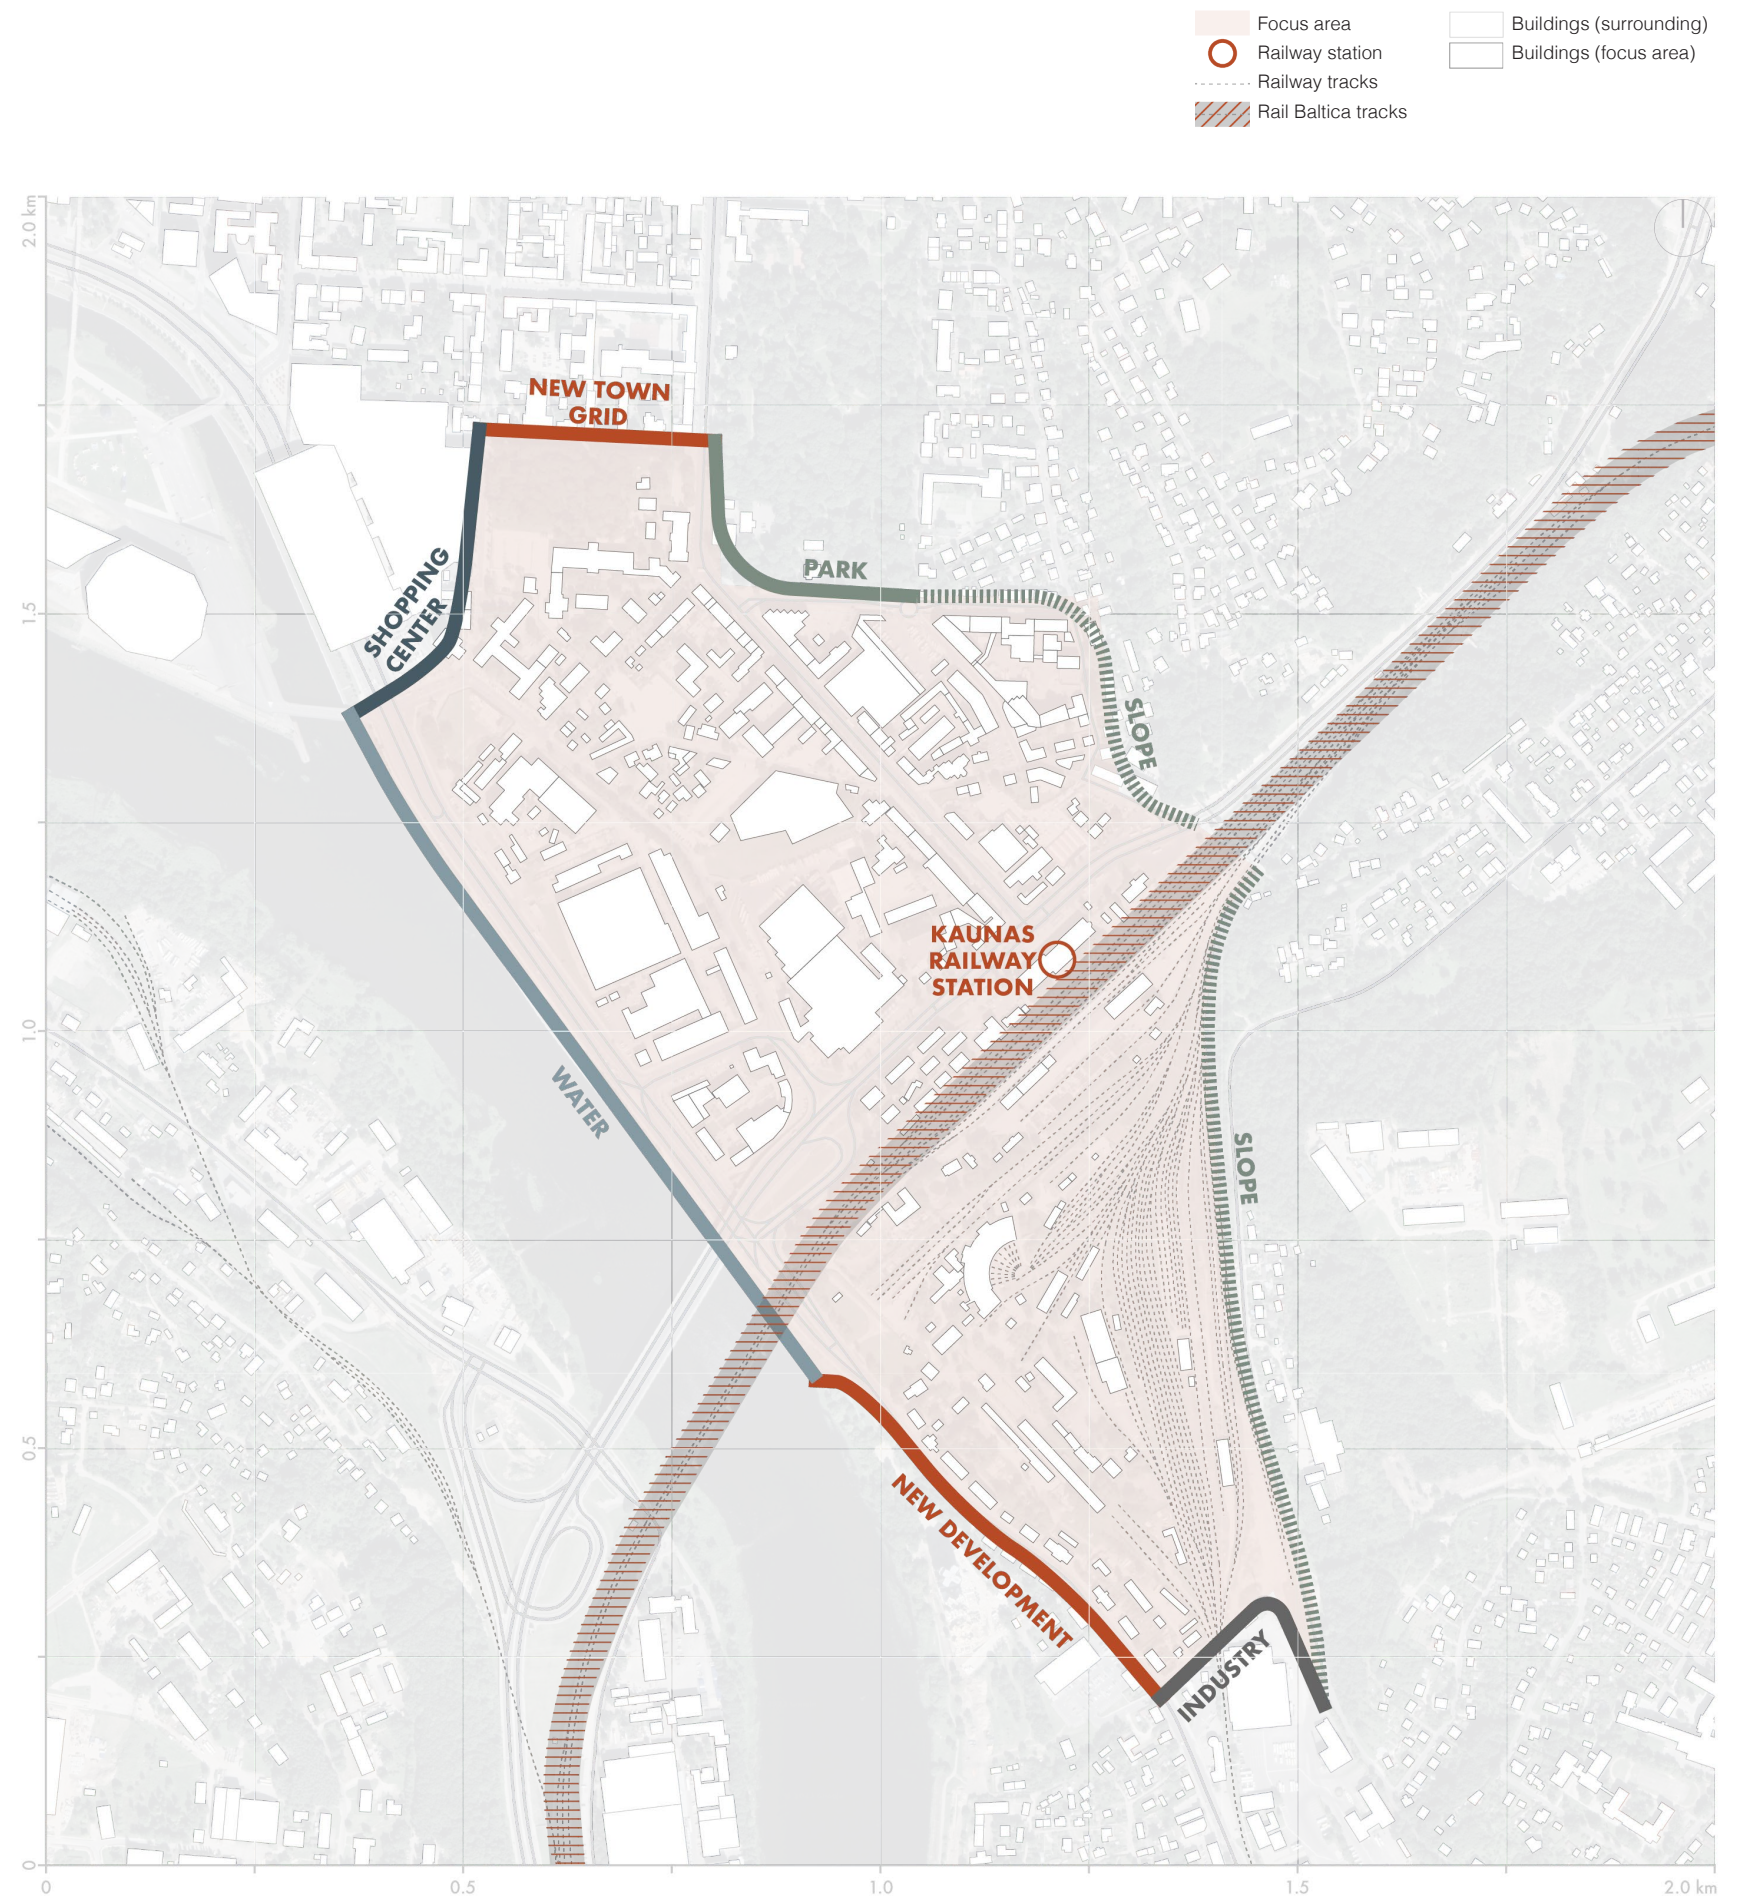 Focus area
Railway station
Railway tracks
Rail Baltica tracks
Buildings (surrounding)
Buildings (focus area)
2.0 km
1.5
1.0
0.5
0
NEW TOWN
GRID
SHOPPING
CENTER
PARK
SLOPE
KAUNAS
RAILWAY
STATION
WATER
SLOPE
NEW DEVELOPMENT
INDUSTRY
0
0.5
1.0
1.5
2.0 km